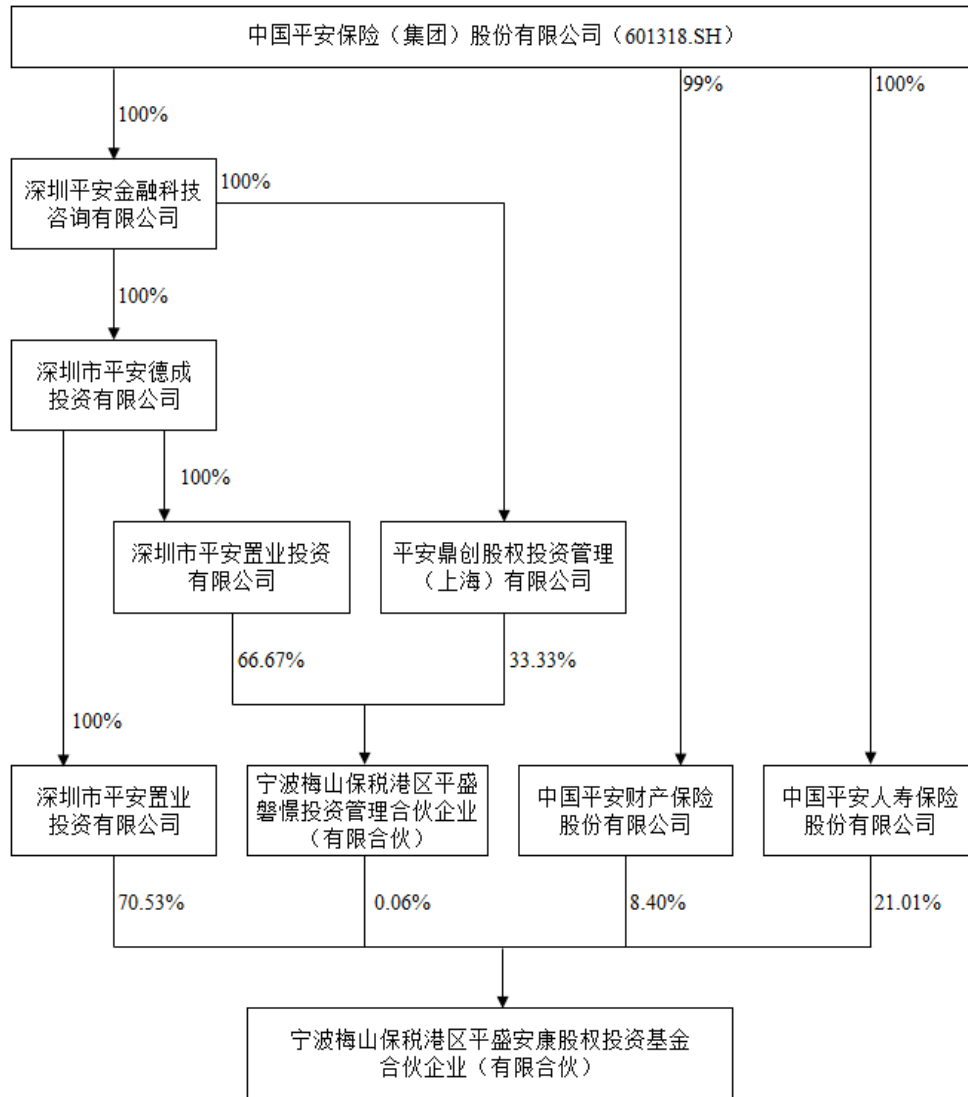 中国平安保险（集团）股份有限公司（601318.SH）
99%
100%
100%
深圳平安金融科技
咨询有限公司
100%
100%
深圳市平安德成
投资有限公司
100%
深圳市平安置业投资
有限公司
平安鼎创股权投资管理
（上海）有限公司
66.67%
33.33%
100%
深圳市平安置业
投资有限公司
宁波梅山保税港区平盛
磐憬投资管理合伙企业
（有限合伙）
中国平安财产保险
股份有限公司
中国平安人寿保险
股份有限公司
70.53%
0.06%
8.40%
21.01%
宁波梅山保税港区平盛安康股权投资基金
合伙企业（有限合伙）